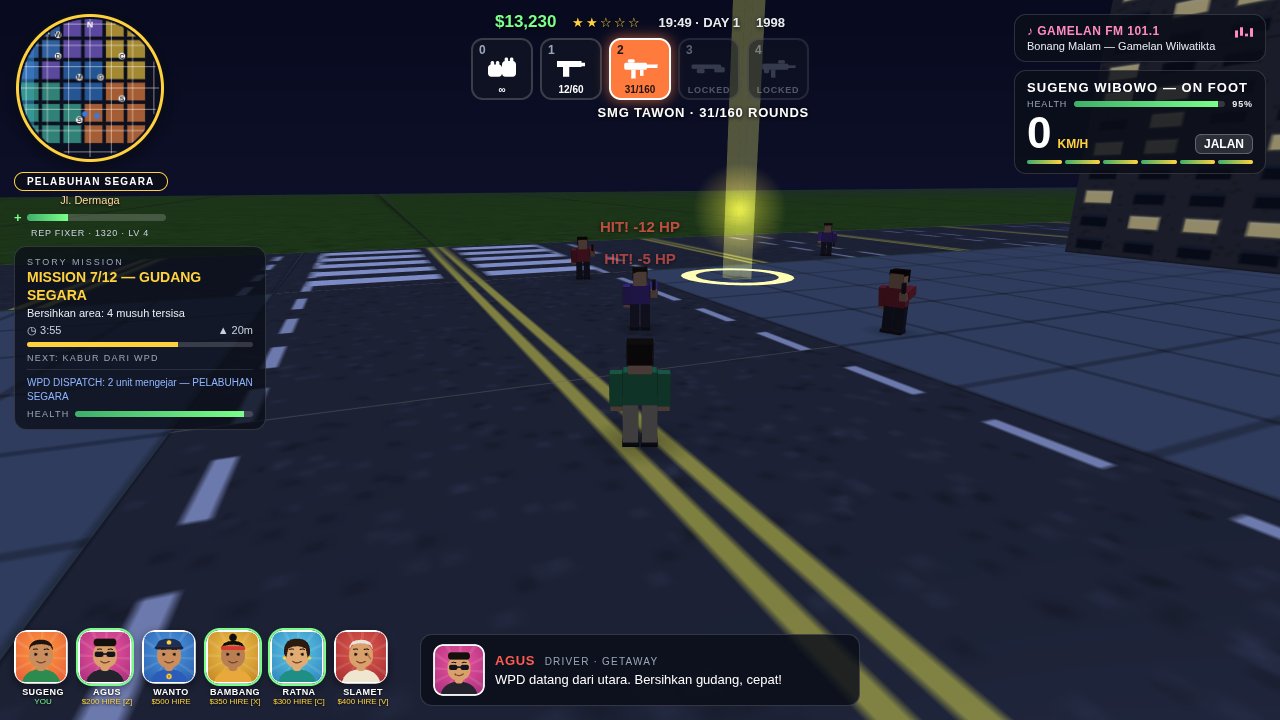 $13,230 ★★☆☆☆ 19:49 · DAY 1 1998
0 1 2 3 4
∞ 12/60 31/160 LOCKED LOCKED
SMG TAWON · 31/160 ROUNDS
♪ GAMELAN FM 101.1
Bonang Malam — Gamelan Wilwatikta
SUGENG WIBOWO — ON FOOT
HEALTH 95%
0 KM/H JALAN
N
W
D
C
M G
S
S
PELABUHAN SEGARA
Jl. Dermaga
+
REP FIXER · 1320 · LV 4
STORY MISSION
MISSION 7/12 — GUDANG
SEGARA
Bersihkan area: 4 musuh tersisa
◷ 3:55 ▲ 20m
NEXT: KABUR DARI WPD
WPD DISPATCH: 2 unit mengejar — PELABUHAN
SEGARA
HEALTH
HIT! -12 HP
HIT! -5 HP
SUGENG AGUS WANTO BAMBANG RATNA SLAMET
YOU $200 HIRE [Z] $500 HIRE $350 HIRE [X] $300 HIRE [C] $400 HIRE [V]
AGUS DRIVER · GETAWAY
WPD datang dari utara. Bersihkan gudang, cepat!